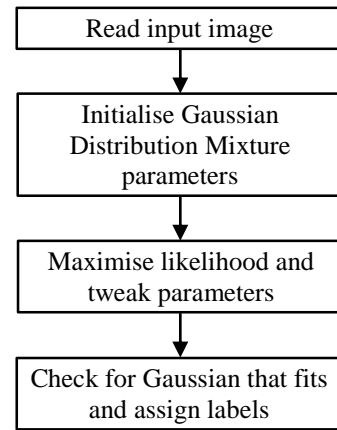 Read input image
Initialise Gaussian
Distribution Mixture
parameters
Maximise likelihood and
tweak parameters
Check for Gaussian that fits
and assign labels